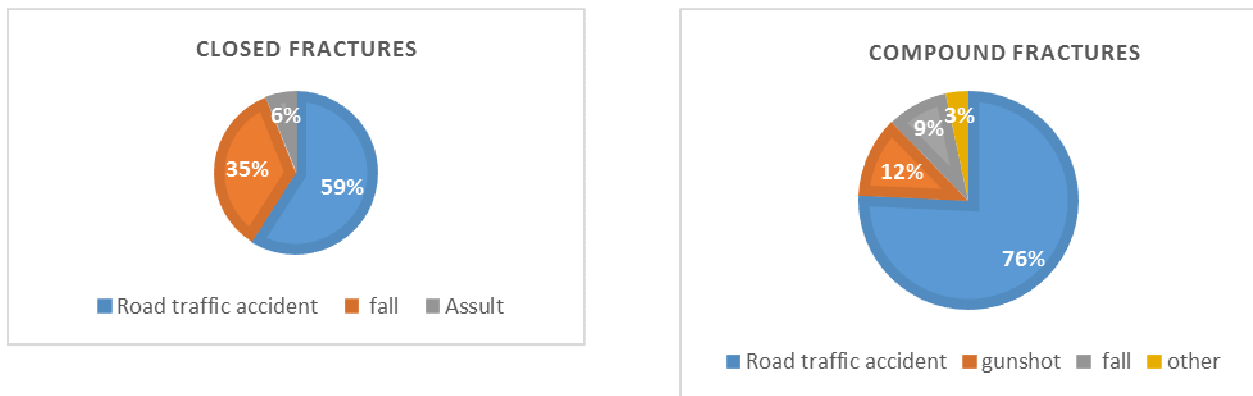 CLOSED FRACTURES
6%
35%
59%
Road traffic accident fall Assult
COMPOUND FRACTURES
3%
9%
12%
76%
Road traffic accident gunshot fall other